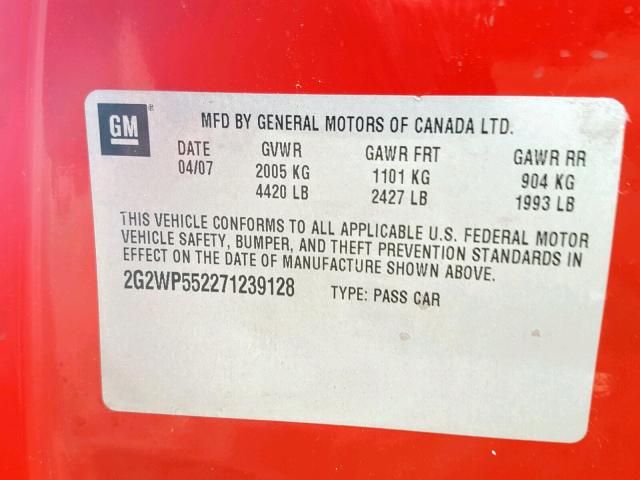 GM ® MFD BY GENERAL MOTORS OF CANADA LTD.
DATE GVWR GAWR FRT GAWR RR
04/07 2005 KG 1101 KG 904 KG
4420 LB 2427 LB 1993 LB
THIS VEHICLE CONFORMS TO ALL APPLICABLE U.S. FEDERAL MOTOR
VEHICLE SAFETY, BUMPER, AND THEFT PREVENTION STANDARDS IN
EFFECT ON THE DATE OF MANUFACTURE SHOWN ABOVE.
2G2WP552271239128 TYPE: PASS CAR